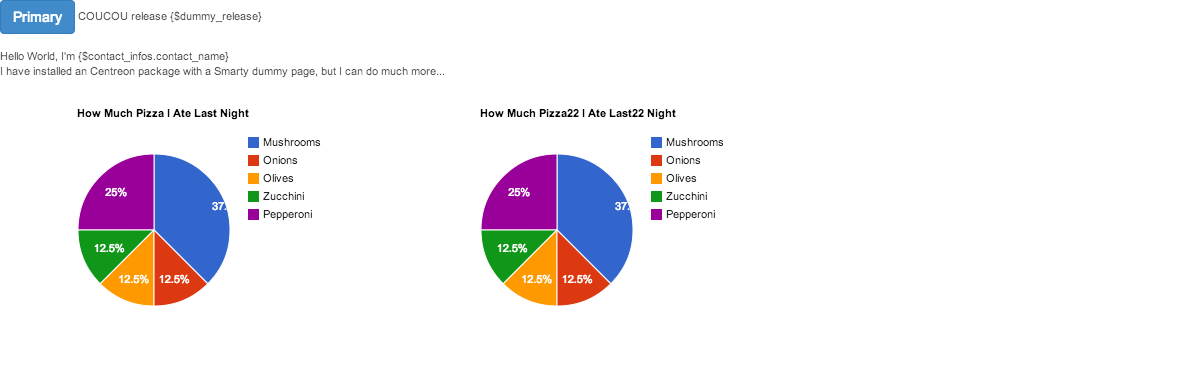 Primary COUCOU release {$dummy_release}
Hello World, I'm {$contact_infos.contact_name}
I have installed an Centreon package with a Smarty dummy page, but I can do much more...
How Much Pizza I Ate Last Night
Mushrooms
Onions
Olives
Zucchini
Pepperoni
25%
37.
12.5%
12.5%
12.5%
How Much Pizza22 I Ate Last22 Night
Mushrooms
Onions
Olives
Zucchini
Pepperoni
25%
37.
12.5%
12.5%
12.5%